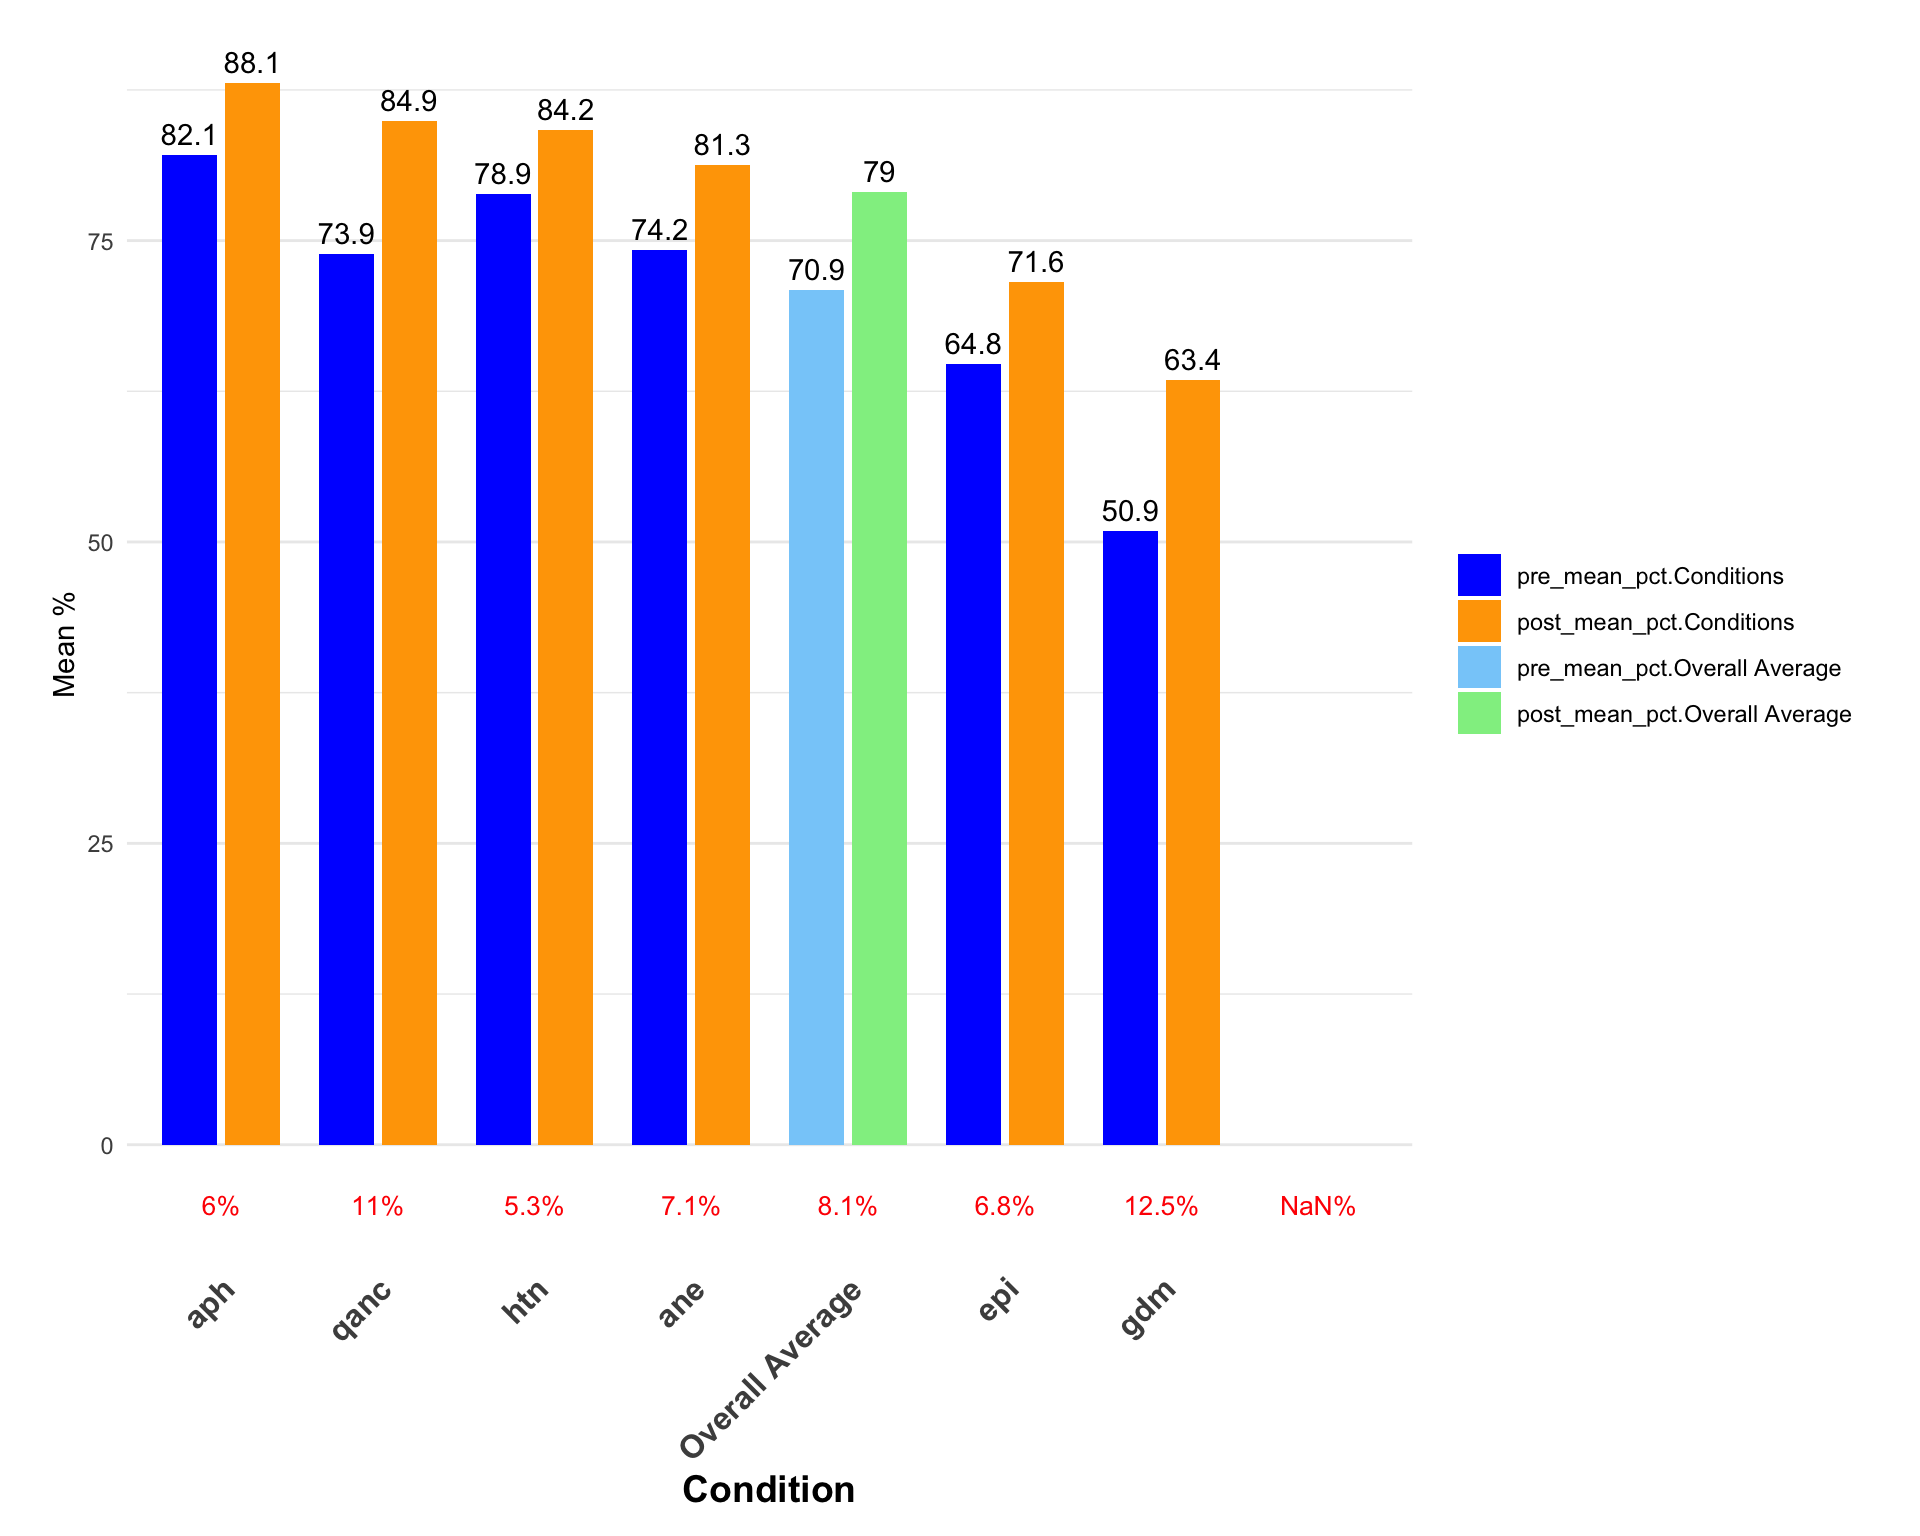 88.1
84.9
84.2
82.1
81.3
79
78.9
74.2
73.9
75
70.9
71.6
64.8
63.4
50.9
50
pre_mean_pct.Conditions
post_mean_pct.Conditions
pre_mean_pct.Overall Average
post_mean_pct.Overall Average
Mean %
25
0
6% 11% 5.3% 7.1% 8.1% 6.8% 12.5% NaN%
aph
qanc
htn
ane
Overall Average
epi
gdm
Condition